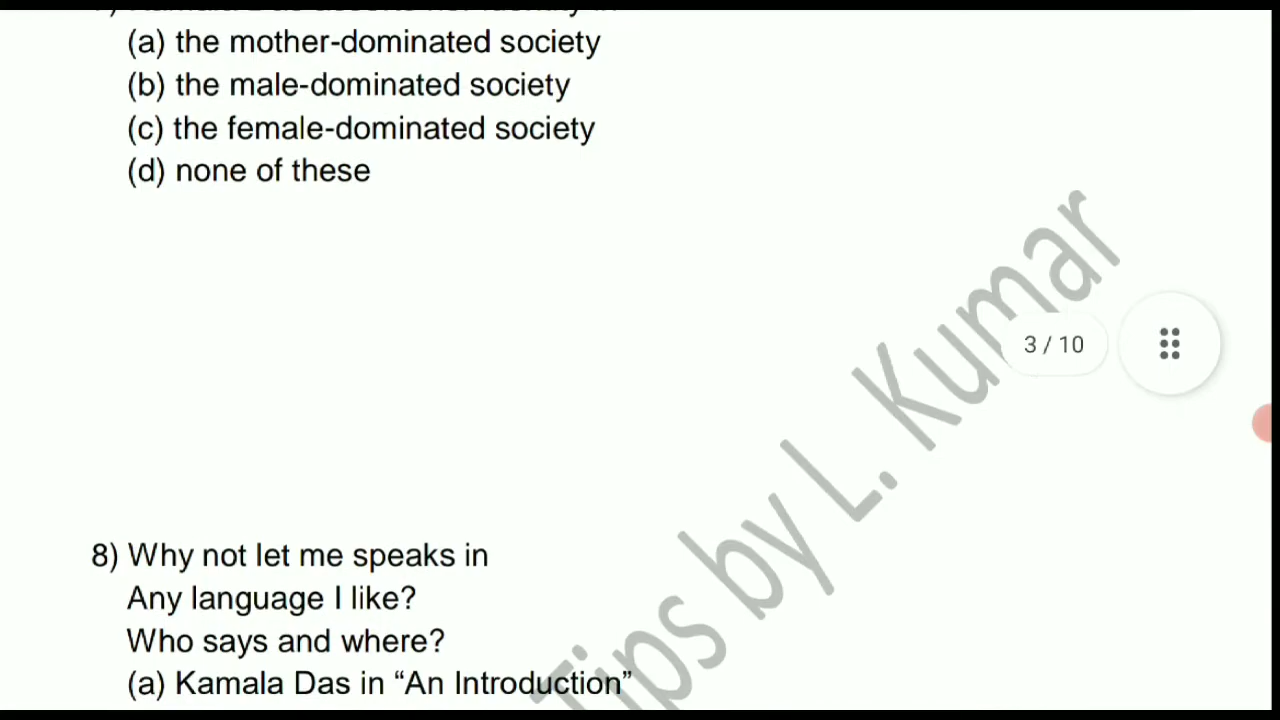 (a) the mother-dominated society
(b) the male-dominated society
(c) the female-dominated society
(d) none of these
3 / 10
8) Why not let me speaks in
Any language I like?
Who says and where?
(a) Kamala Das in “An Introduction”
Tips by L. Kumar